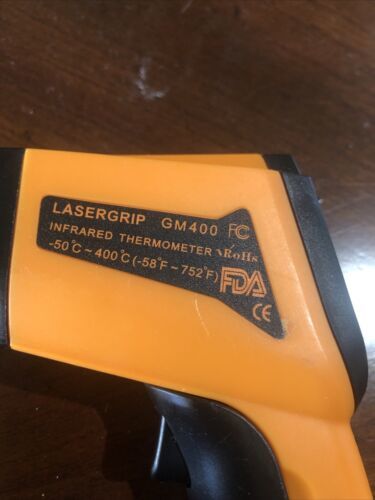 LASERGRIP GM400 FC
INFRARED THERMOMETER RoHs
-50°C ~ 400°C (-58°F ~ 752°F)
FDA
CE